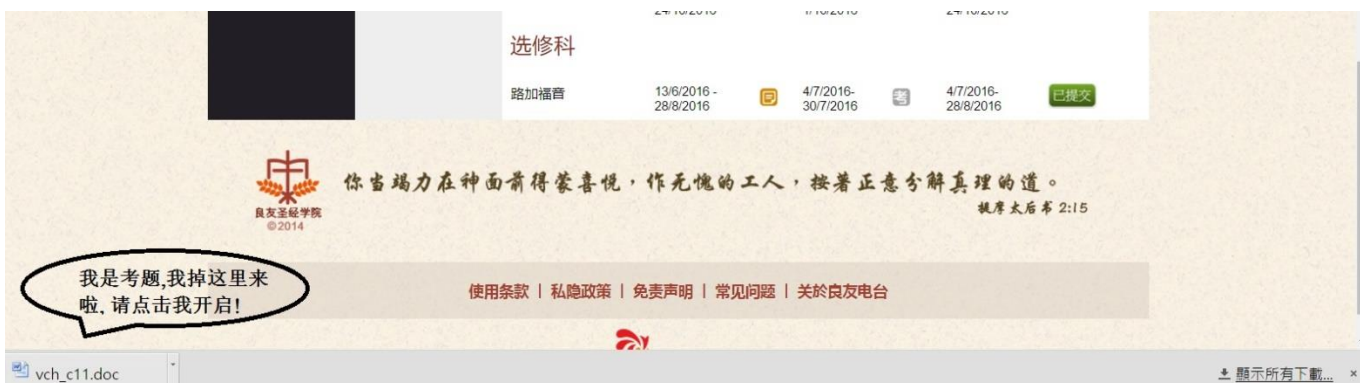 选修科
路加福音 13/6/2016 - 4/7/2016- 考 4/7/2016- 已提交
28/8/2016 30/7/2016 28/8/2016
你当竭力在神面前得蒙喜悦，作无愧的工人，按着正意分解真理的道。
提摩太后书 2:15
良友圣经学院
©2014
我是考题,我掉这里来
啦, 请点击我开启!
使用条款 | 私隐政策 | 免责声明 | 常见问题 | 关於良友电台
vch_c11.doc
顯示所有下載...